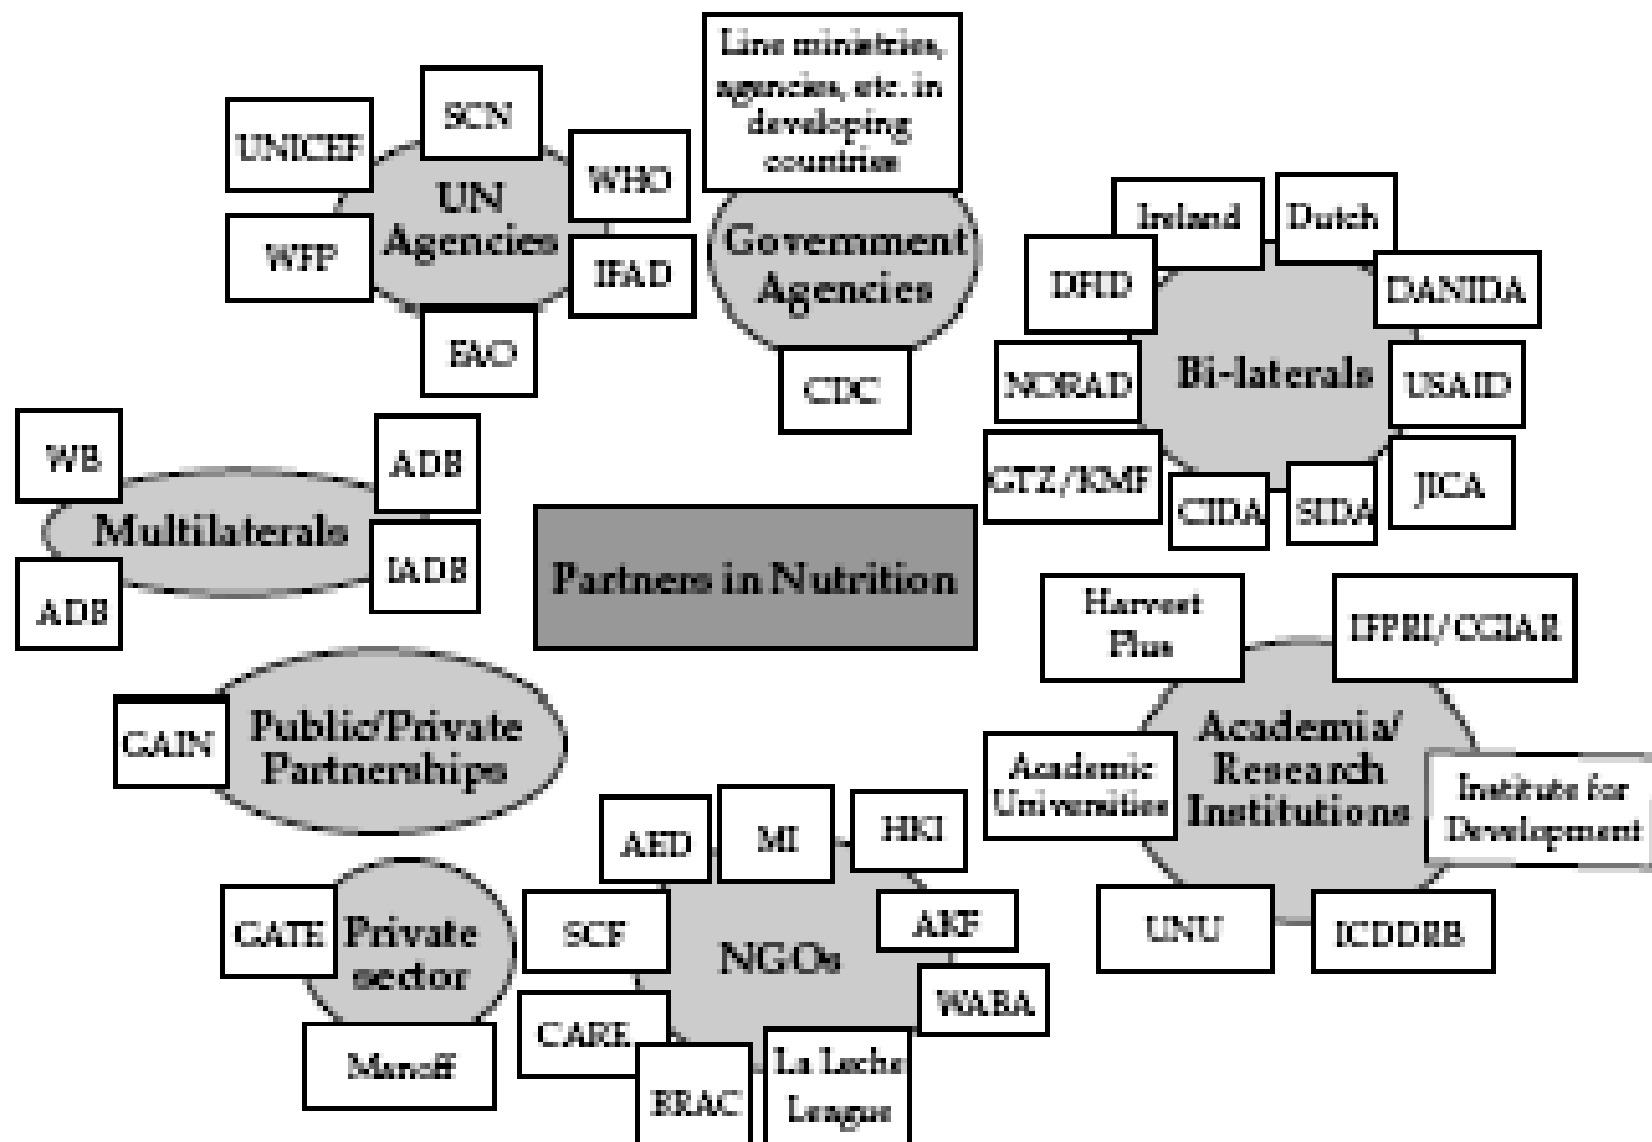 Line ministries,
agencies, etc. in
developing
countries
SCN
UNICEF
WHO
UN
Agencies
WFP
IFAD
FAO
Government
Agencies
CDC
Ireland
Dutch
DFID
DANIDA
Bi-laterals
NORAD
USAID
GTZ/KMF
CIDA
SIDA
JICA
WB
ADB
Multilaterals
ADB
IADB
Partners in Nutrition
Harvest
Plus
IFPRI/CGIAR
Academia/
Research
Institutions
Academic
Universities
Institute for
Development
UNU
ICDDRB
GAIN
Public/Private
Partnerships
GATE
Private
sector
Manoff
AED
MI
HKI
SCF
NGOs
AKF
WABA
CARE
BRAC
La Leche
League